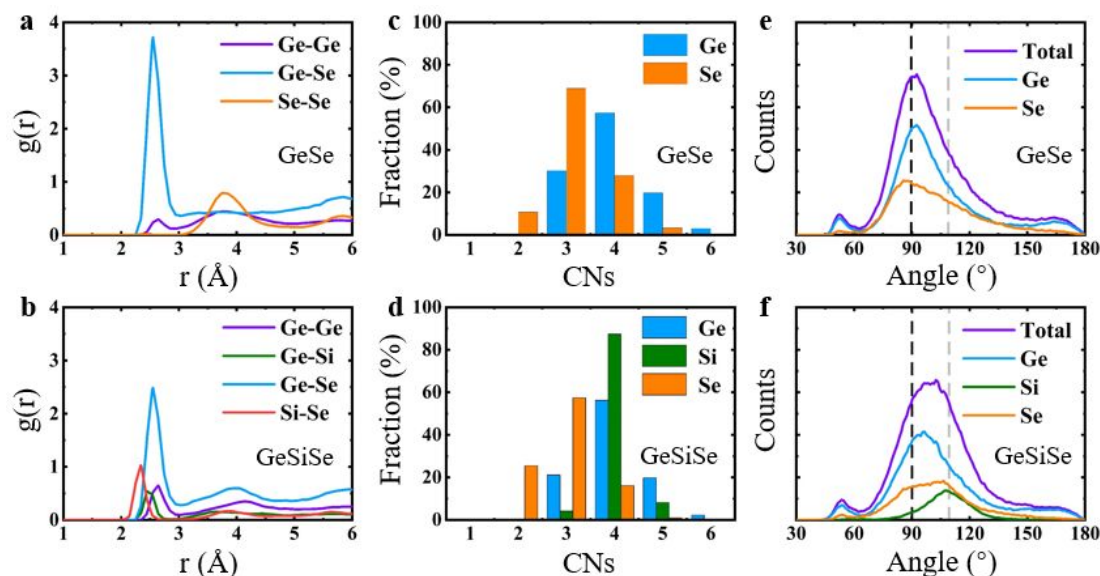 a
4
3
2
1
0
g(r)
Ge-Ge
Ge-Se
Se-Se
GeSe
1 2 3 4 5 6
r (Å)
c
100
80
60
40
20
0
Fraction (%)
Ge
Se
GeSe
2 3 4 5 6
CNs
e
Counts
Total
Ge
Se
GeSe
30 60 90 120 150 180
Angle (°)
b
4
3
2
1
0
g(r)
Ge-Ge
Ge-Si
Ge-Se
Si-Se
GeSiSe
1 2 3 4 5 6
r (Å)
d
100
80
60
40
20
0
Fraction (%)
Ge
Si
Se
GeSiSe
2 3 4 5 6
CNs
f
Counts
Total
Ge
Si
Se
GeSiSe
30 60 90 120 150 180
Angle (°)